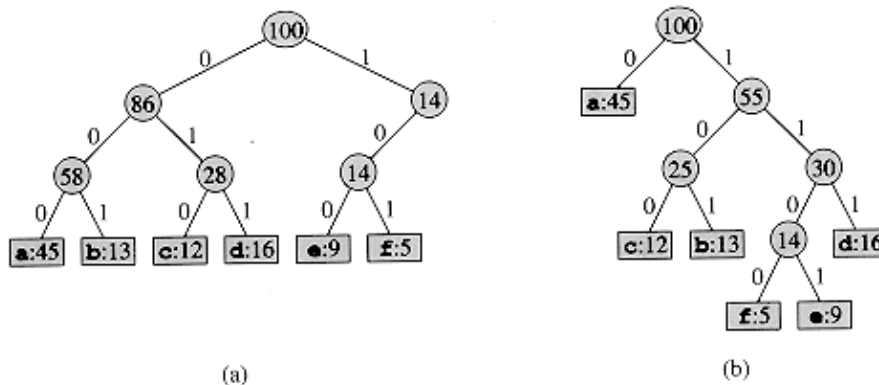 100 100
0 1 0 1
86 14 a:45 55
0 1 0 0 1
58 28 14 25 30
0 1 0 1 0 1 0 1 0 1
a:45 b:13 c:12 d:16 e:9 f:5 c:12 b:13 14 d:16
0 1
f:5 e:9
(a) (b)